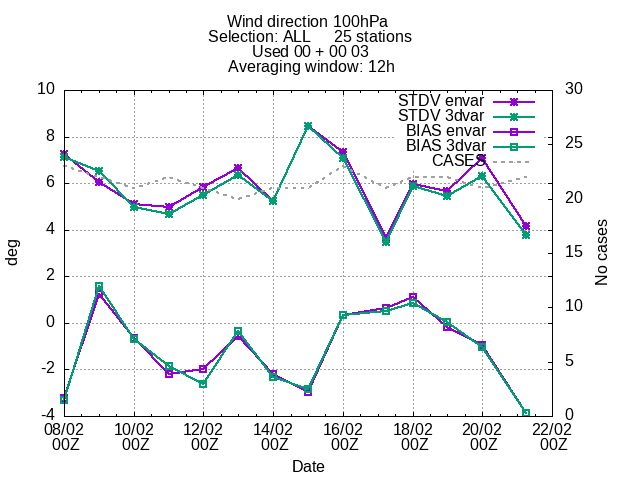 Wind direction 100hPa
Selection: ALL 25 stations
Used 00 + 00 03
Averaging window: 12h
10
8
6
4
2
0
-2
-4
deg
30
25
20
15
10
5
0
No cases
STDV envar
STDV 3dvar
BIAS envar
BIAS 3dvar
CASES
08/02 10/02 12/02 14/02 16/02 18/02 20/02 22/02
00Z 00Z 00Z 00Z 00Z 00Z 00Z 00Z
Date